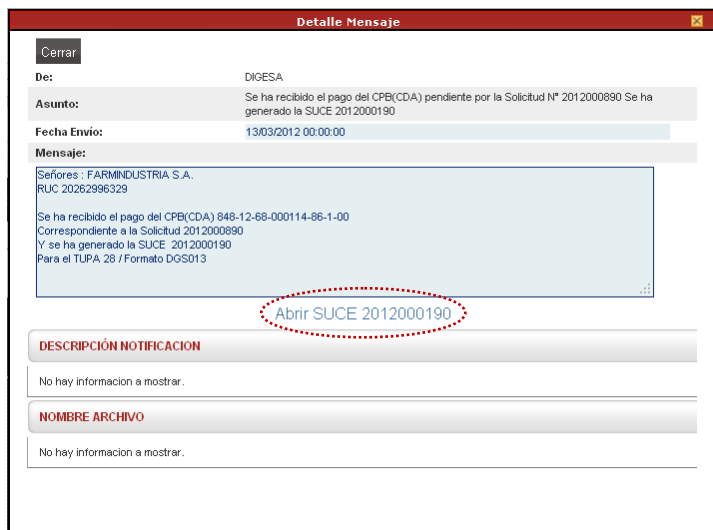 Detalle Mensaje
Cerrar
De: DIGESA
Asunto: Se ha recibido el pago del CPB(CDA) pendiente por la Solicitud N° 2012000890 Se ha
generado la SUCE 2012000190
Fecha Envío: 13/03/2012 00:00:00
Mensaje:
Señores : FARMINDUSTRIA S.A.
RUC 20262996329
Se ha recibido el pago del CPB(CDA) 848-12-68-000114-86-1-00
Correspondiente a la Solicitud 2012000890
Y se ha generado la SUCE 2012000190
Para el TUPA 28 / Formato DGS013
Abrir SUCE 2012000190
DESCRIPCIÓN NOTIFICACION
No hay informacion a mostrar.
NOMBRE ARCHIVO
No hay informacion a mostrar.